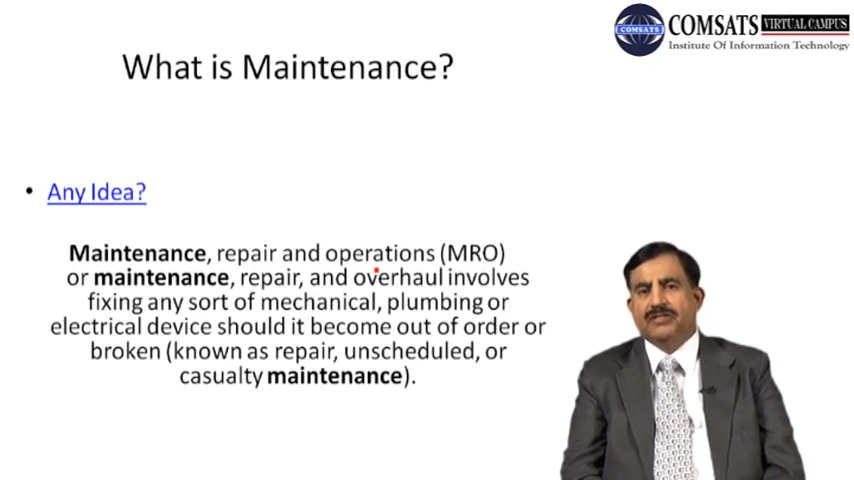 COMSATS VIRTUAL CAMPUS
COMSATS
Institute Of Information Technology
What is Maintenance?
• Any Idea?
Maintenance, repair and operations (MRO)
or maintenance, repair, and overhaul involves
fixing any sort of mechanical, plumbing or
electrical device should it become out of order or
broken (known as repair, unscheduled, or
casualty maintenance).